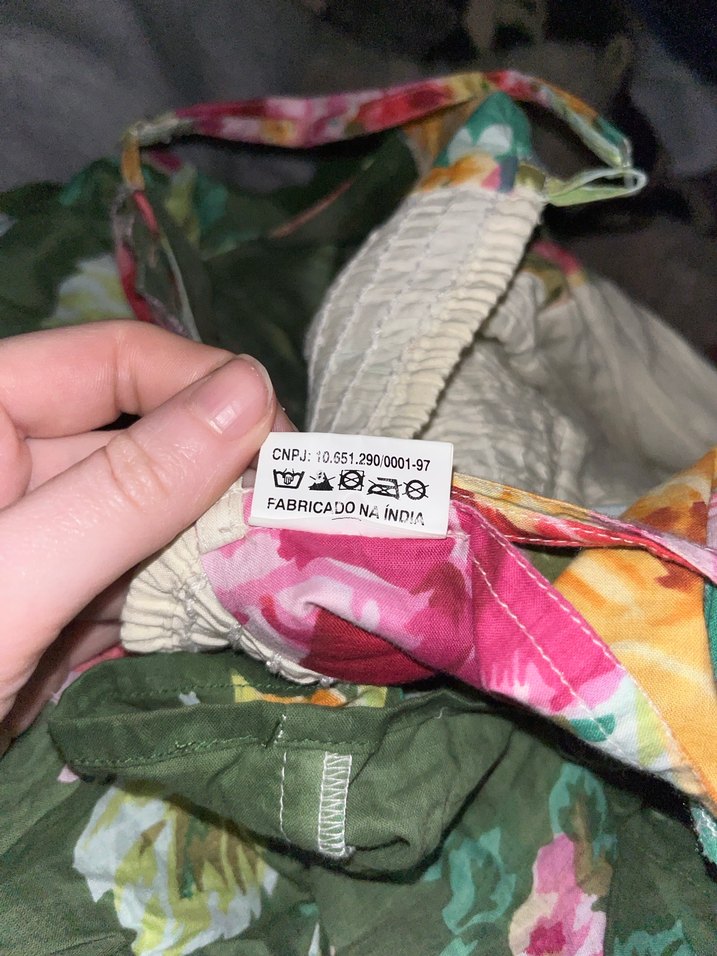 CNPJ: 10.651.290/0001-97
FABRICADO NA ÍNDIA